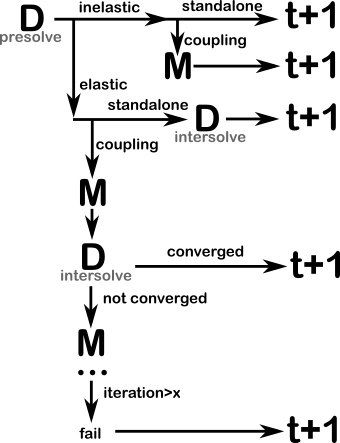 D inelastic standalone t+1
presolve
coupling
M t+1
elastic
standalone D t+1
intersolve
coupling
M
D converged t+1
intersolve
not converged
M
...
iteration>x
fail t+1